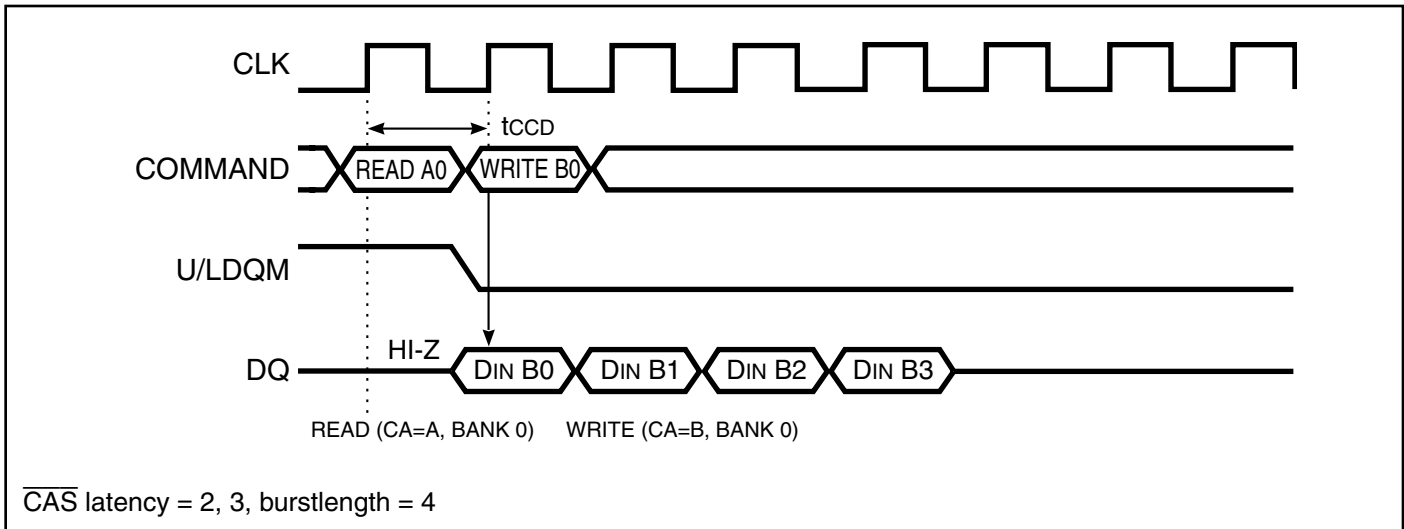 CLK
tCCD
COMMAND READ A0 WRITE B0
U/LDQM
HI-Z
DQ DIN B0 DIN B1 DIN B2 DIN B3
READ (CA=A, BANK 0) WRITE (CA=B, BANK 0)
CAS latency = 2, 3, burstlength = 4